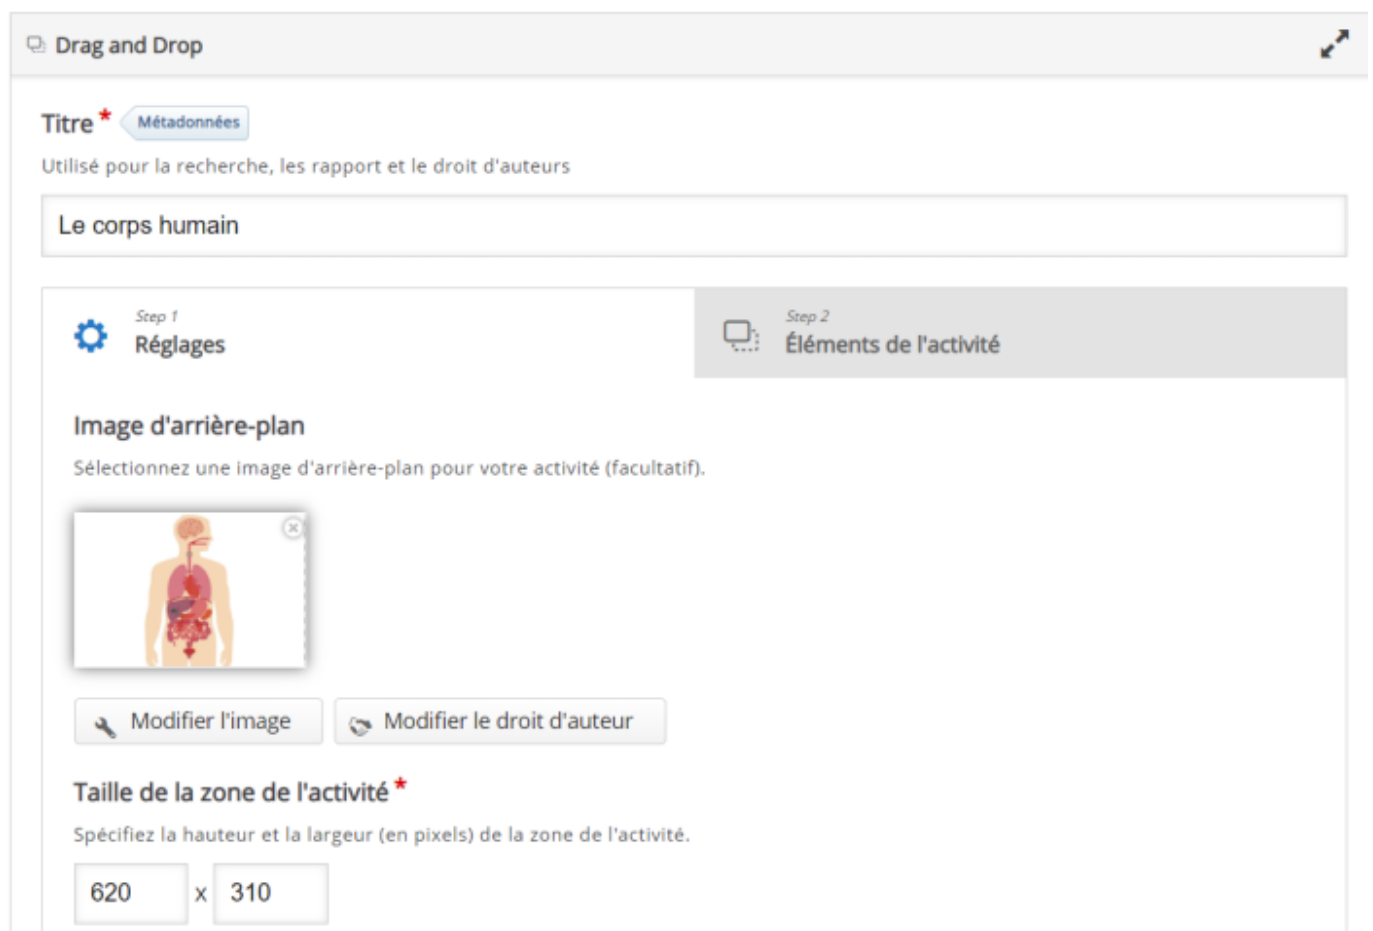 Drag and Drop
Titre * Métadonnées
Utilisé pour la recherche, les rapport et le droit d'auteurs
Le corps humain
Step 1
Réglages
Step 2
Éléments de l'activité
Image d'arrière-plan
Sélectionnez une image d'arrière-plan pour votre activité (facultatif).
Modifier l'image
Modifier le droit d'auteur
Taille de la zone de l'activité *
Spécifiez la hauteur et la largeur (en pixels) de la zone de l'activité.
620 x 310